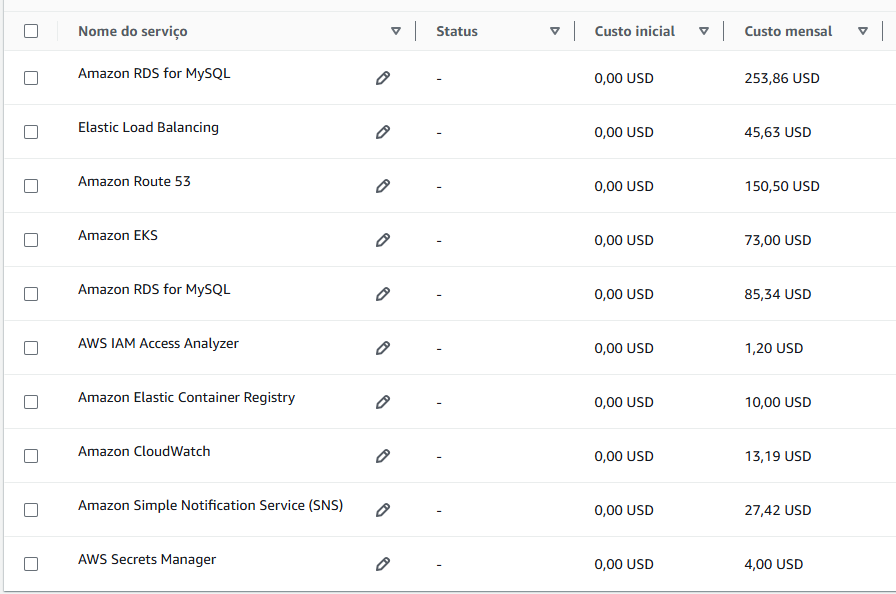 Nome do serviço Status Custo inicial Custo mensal
Amazon RDS for MySQL - 0,00 USD 253,86 USD
Elastic Load Balancing - 0,00 USD 45,63 USD
Amazon Route 53 - 0,00 USD 150,50 USD
Amazon EKS - 0,00 USD 73,00 USD
Amazon RDS for MySQL - 0,00 USD 85,34 USD
AWS IAM Access Analyzer - 0,00 USD 1,20 USD
Amazon Elastic Container Registry - 0,00 USD 10,00 USD
Amazon CloudWatch - 0,00 USD 13,19 USD
Amazon Simple Notification Service (SNS) - 0,00 USD 27,42 USD
AWS Secrets Manager - 0,00 USD 4,00 USD